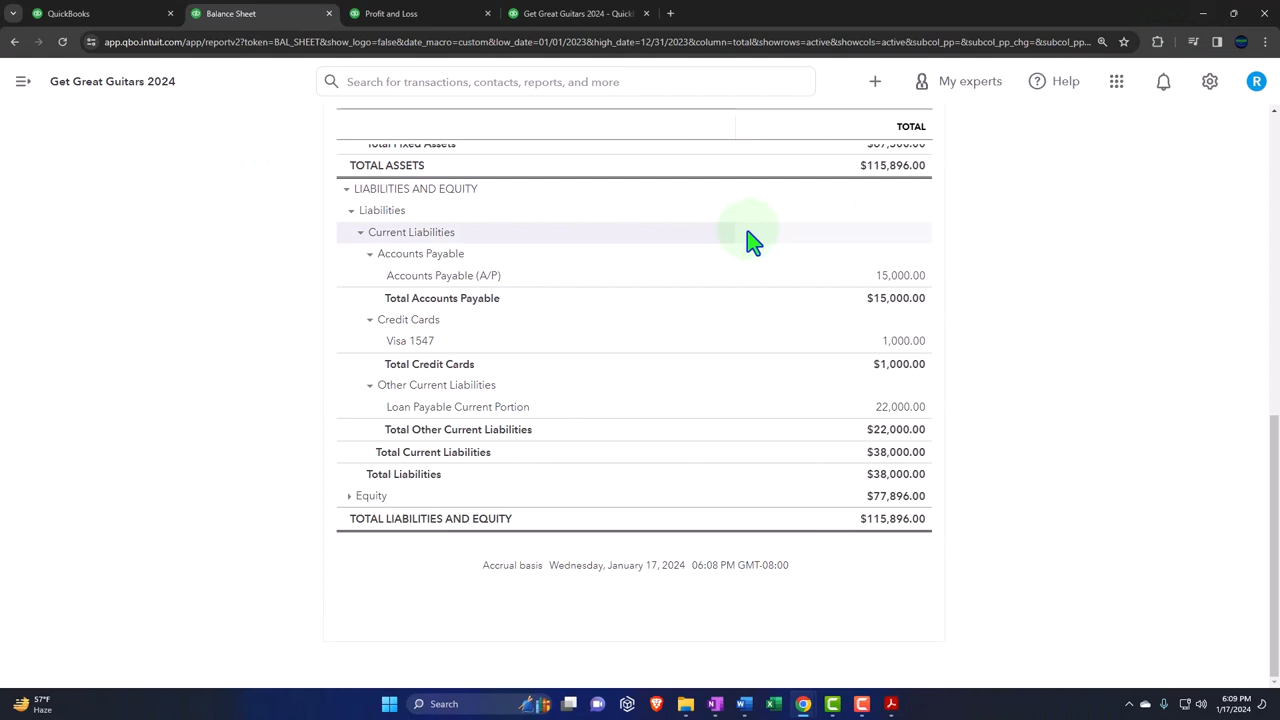 QuickBooks
Balance Sheet
Profit and Loss
Get Great Guitars 2024 - Quick
app.qbo.intuit.com/app/reportv2?token=BAL_SHEET&show_logo=false&date_macro=custom&low_date=01/01/2023&high_date=12/31/2023&column=total&showrows=active&showcols=active&subcol_pp=&subcol_pp_chg=&subcol_py...
Get Great Guitars 2024
Search for transactions, contacts, reports, and more
My experts
Help
R
TOTAL
Total Fixed Assets
TOTAL ASSETS $115,896.00
LIABILITIES AND EQUITY
Liabilities
Current Liabilities
Accounts Payable
Accounts Payable (A/P) 15,000.00
Total Accounts Payable $15,000.00
Credit Cards
Visa 1547 1,000.00
Total Credit Cards $1,000.00
Other Current Liabilities
Loan Payable Current Portion 22,000.00
Total Other Current Liabilities $22,000.00
Total Current Liabilities $38,000.00
Total Liabilities $38,000.00
Equity $77,896.00
TOTAL LIABILITIES AND EQUITY $115,896.00
Accrual basis Wednesday, January 17, 2024 06:08 PM GMT-08:00
57°F
Haze
Search
6:09 PM
1/17/2024